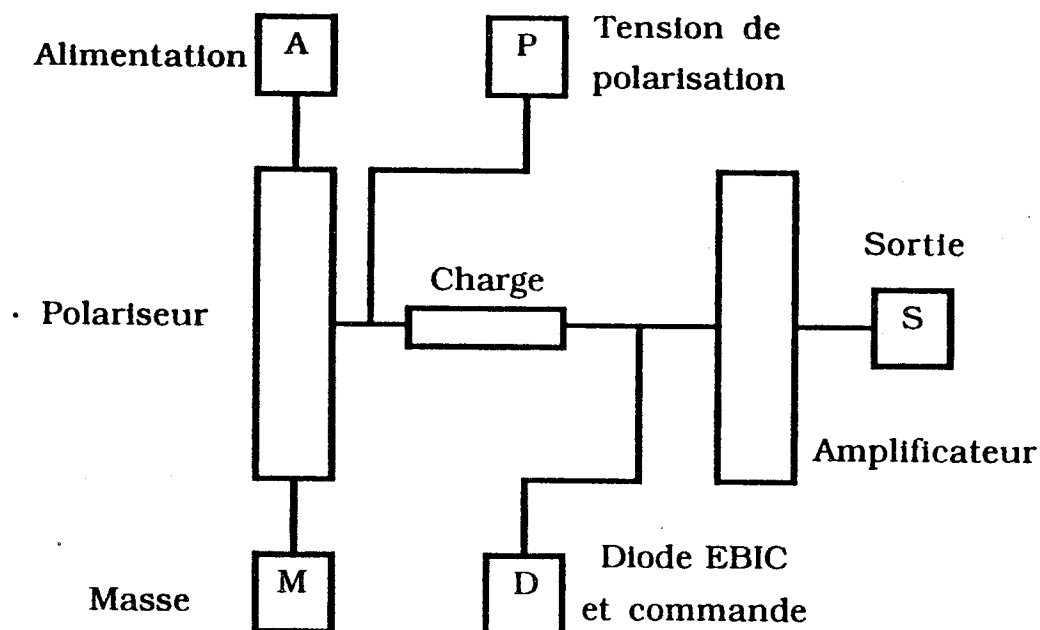 Alimentation
A
P
Tension de
polarisation
Polariseur
Charge
Sortie
S
Amplificateur
Masse
M
D
Diode EBIC
et commande